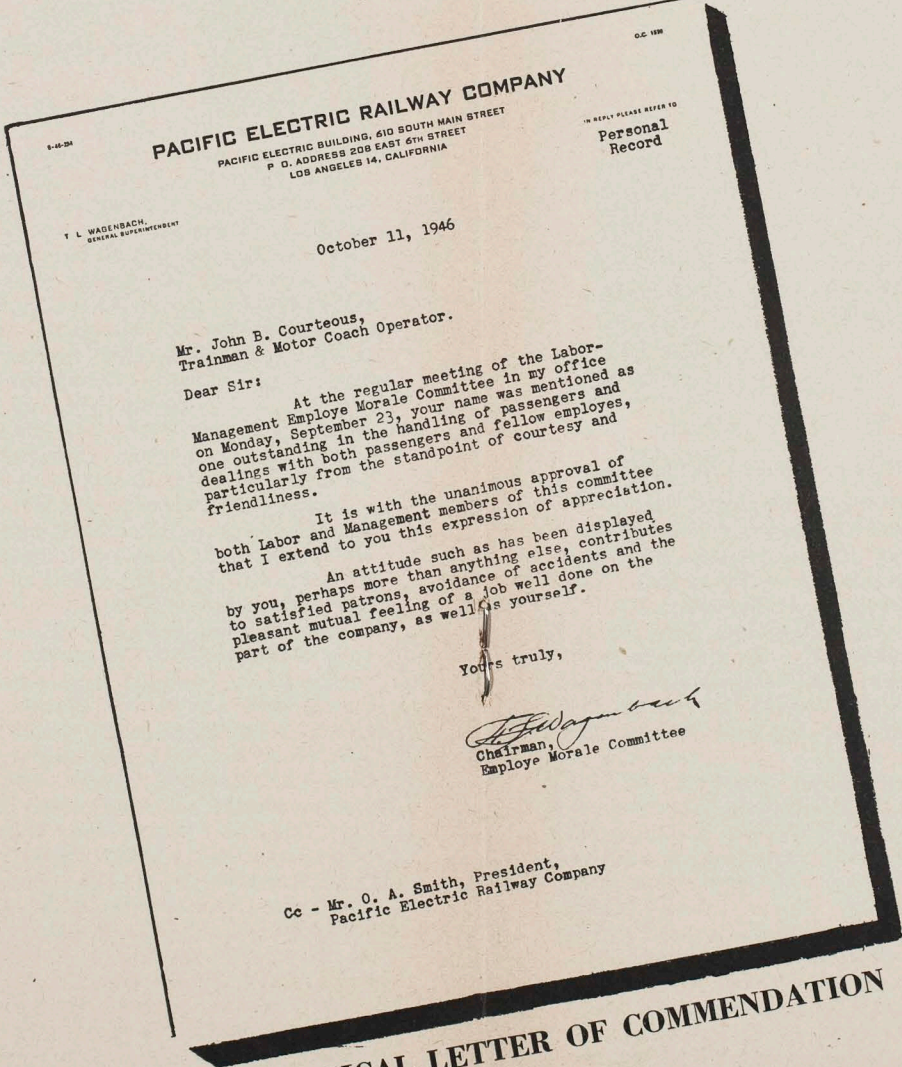 O.C. 1539
PACIFIC ELECTRIC RAILWAY COMPANY
PACIFIC ELECTRIC BUILDING, 610 SOUTH MAIN STREET
P O. ADDRESS 208 EAST 6TH STREET
LOS ANGELES 14, CALIFORNIA
IN REPLY PLEASE REFER TO
Personal
Record
T L WAGENBACH,
GENERAL SUPERINTENDENT
October 11, 1946
Mr. John B. Courteous,
Trainman & Motor Coach Operator.
Dear Sir:
At the regular meeting of the Labor-
Management Employe Morale Committee in my office
on Monday, September 23, your name was mentioned as
one outstanding in the handling of passengers and
dealings with both passengers and fellow employes,
particularly from the standpoint of courtesy and
friendliness.
It is with the unanimous approval of
both Labor and Management members of this committee
that I extend to you this expression of appreciation.
An attitude such as has been displayed
by you, perhaps more than anything else, contributes
to satisfied patrons, avoidance of accidents and the
pleasant mutual feeling of a job well done on the
part of the company, as well as yourself.
Yours truly,
T L Wagenbach
Chairman,
Employe Morale Committee
Cc - Mr. O. A. Smith, President,
Pacific Electric Railway Company
LETTER OF COMMENDATION